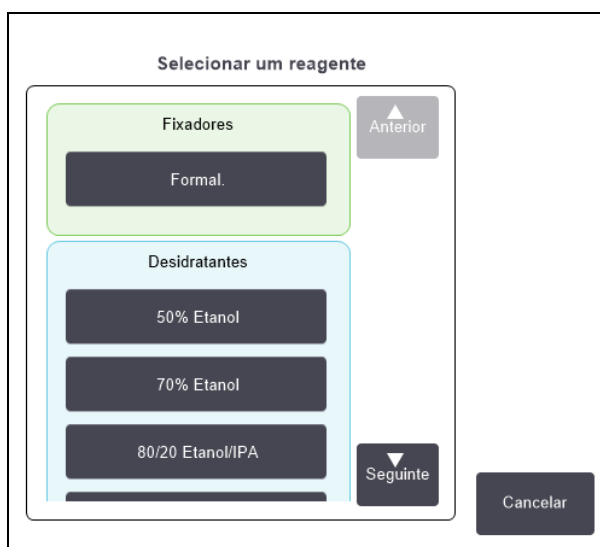 Selecionar um reagente
Fixadores
Anterior
Formal.
Desidratantes
50% Etanol
70% Etanol
80/20 Etanol/IPA
Seguinte
Cancelar